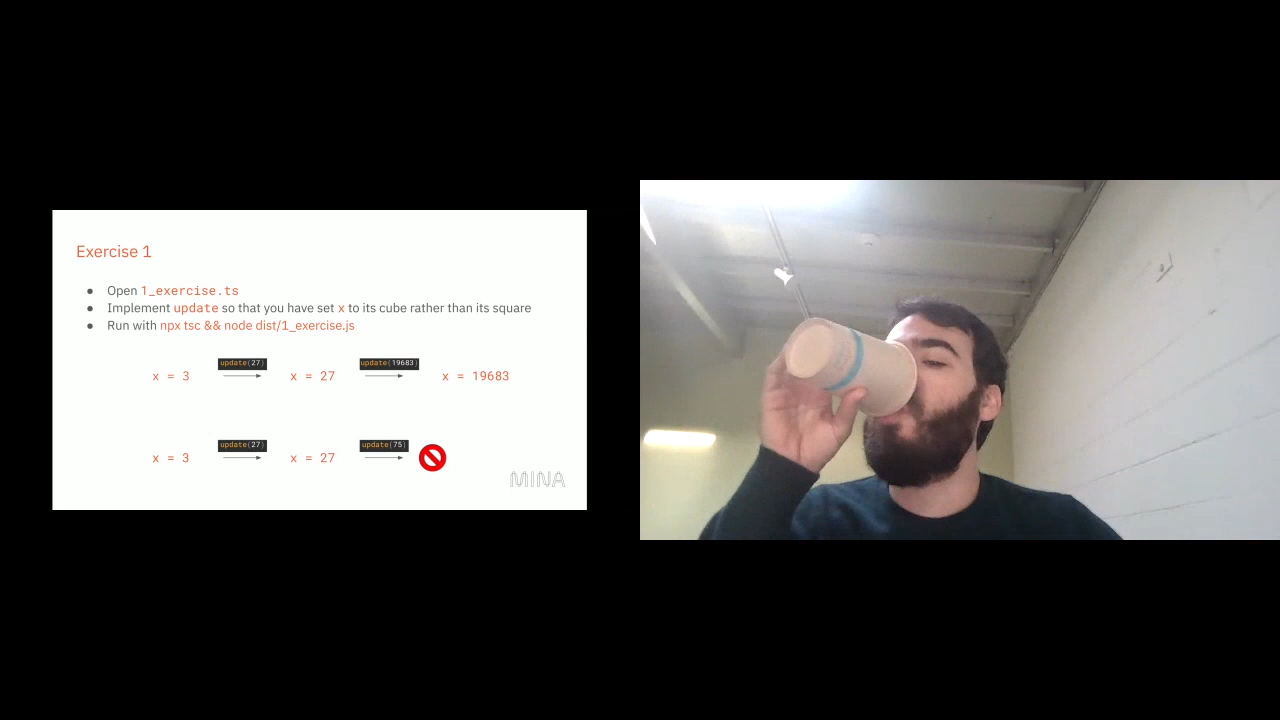 Exercise 1
● Open 1_exercise.ts
● Implement update so that you have set x to its cube rather than its square
● Run with npx tsc && node dist/1_exercise.js
update(27) update(19683)
x = 3 x = 27 x = 19683
update(27) update(75)
x = 3 x = 27
MINA